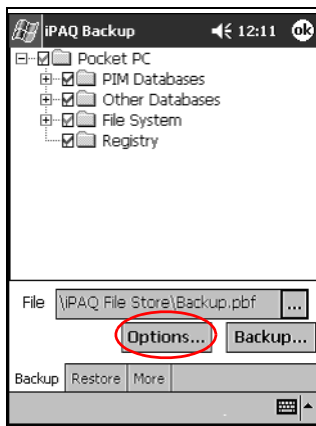 iPAQ Backup 12:11 ok
Pocket PC
PIM Databases
Other Databases
File System
Registry
File \iPAQ File Store\Backup.pbf ...
Options... Backup...
Backup Restore More